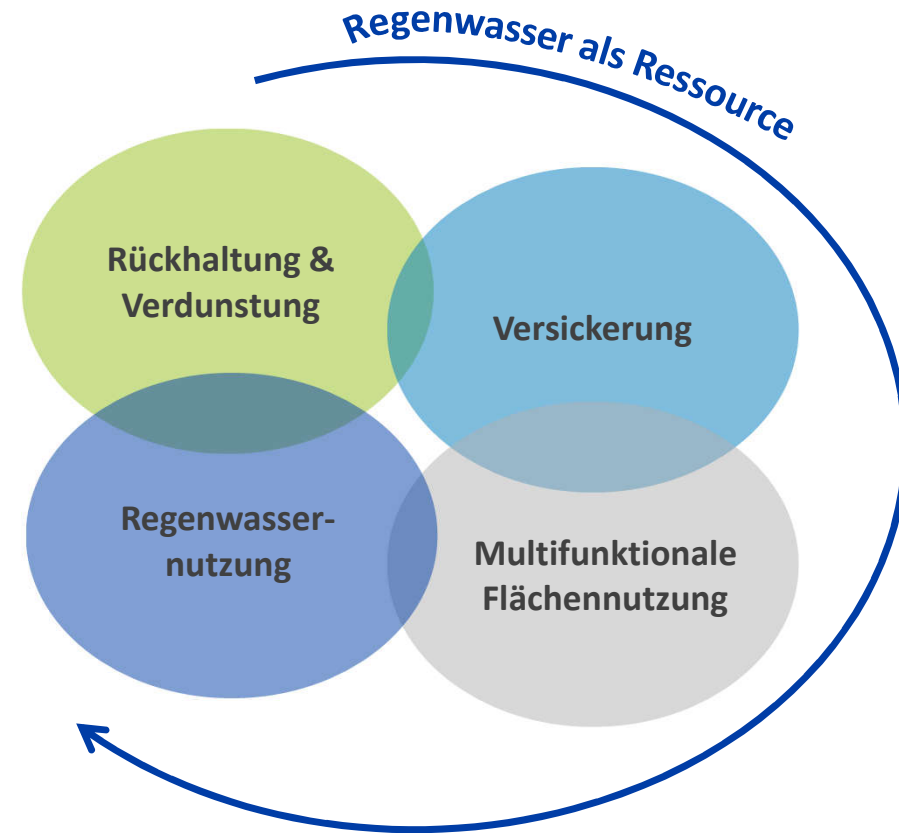 Regenwasser als Ressource
Rückhaltung &
Verdunstung
Versickerung
Regenwasser-
nutzung
Multifunktionale
Flächennutzung